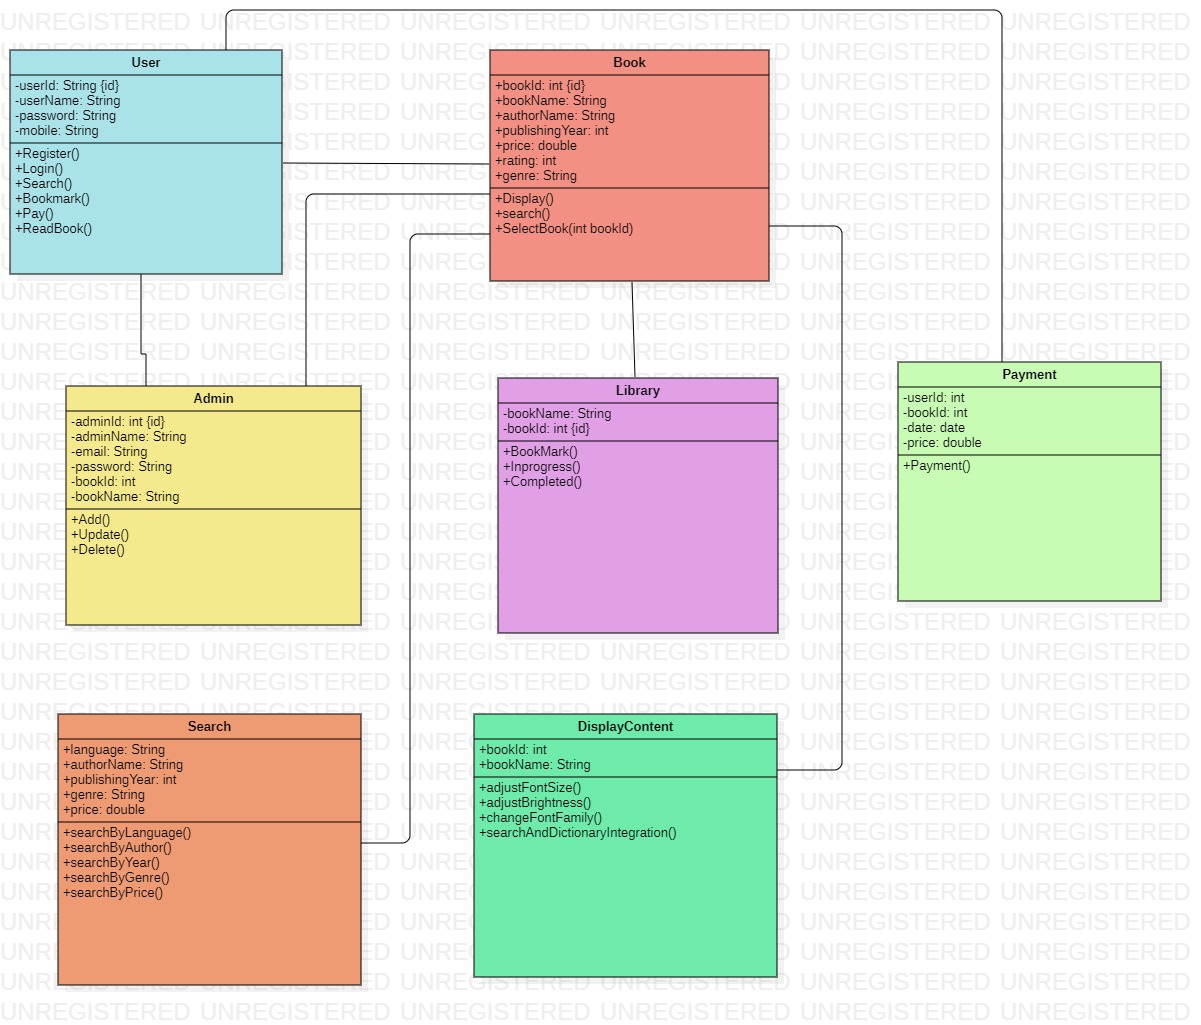 User
-userId: String {id}
-userName: String
-password: String
-mobile: String
+Register()
+Login()
+Search()
+Bookmark()
+Pay()
+ReadBook()
Book
+bookId: int {id}
+bookName: String
+authorName: String
+publishingYear: int
+price: double
+rating: int
+genre: String
+Display()
+search()
+SelectBook(int bookId)
Admin
-adminId: int {id}
-adminName: String
-email: String
-password: String
-bookId: int
-bookName: String
+Add()
+Update()
+Delete()
Library
-bookName: String
-bookId: int {id}
+BookMark()
+Inprogress()
+Completed()
Payment
-userId: int
-bookId: int
-date: date
-price: double
+Payment()
Search
+language: String
+authorName: String
+publishingYear: int
+genre: String
+price: double
+searchByLanguage()
+searchByAuthor()
+searchByYear()
+searchByGenre()
+searchByPrice()
DisplayContent
+bookId: int
+bookName: String
+adjustFontSize()
+adjustBrightness()
+changeFontFamily()
+searchAndDictionaryIntegration()
UNREGISTERED